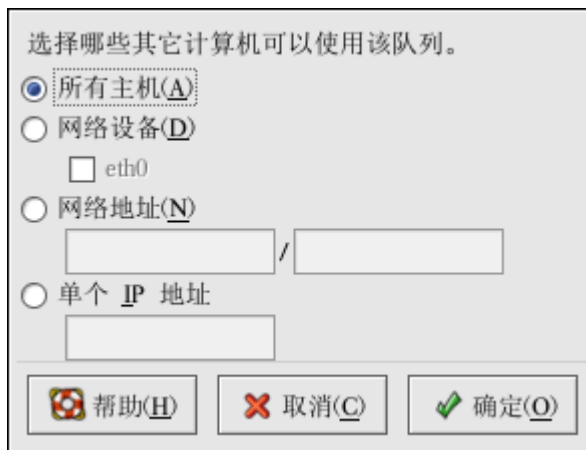 选择哪些其它计算机可以使用该队列。
所有主机(A)
网络设备(D)
eth0
网络地址(N)
/
单个 IP 地址
帮助(H) 取消(C) 确定(O)